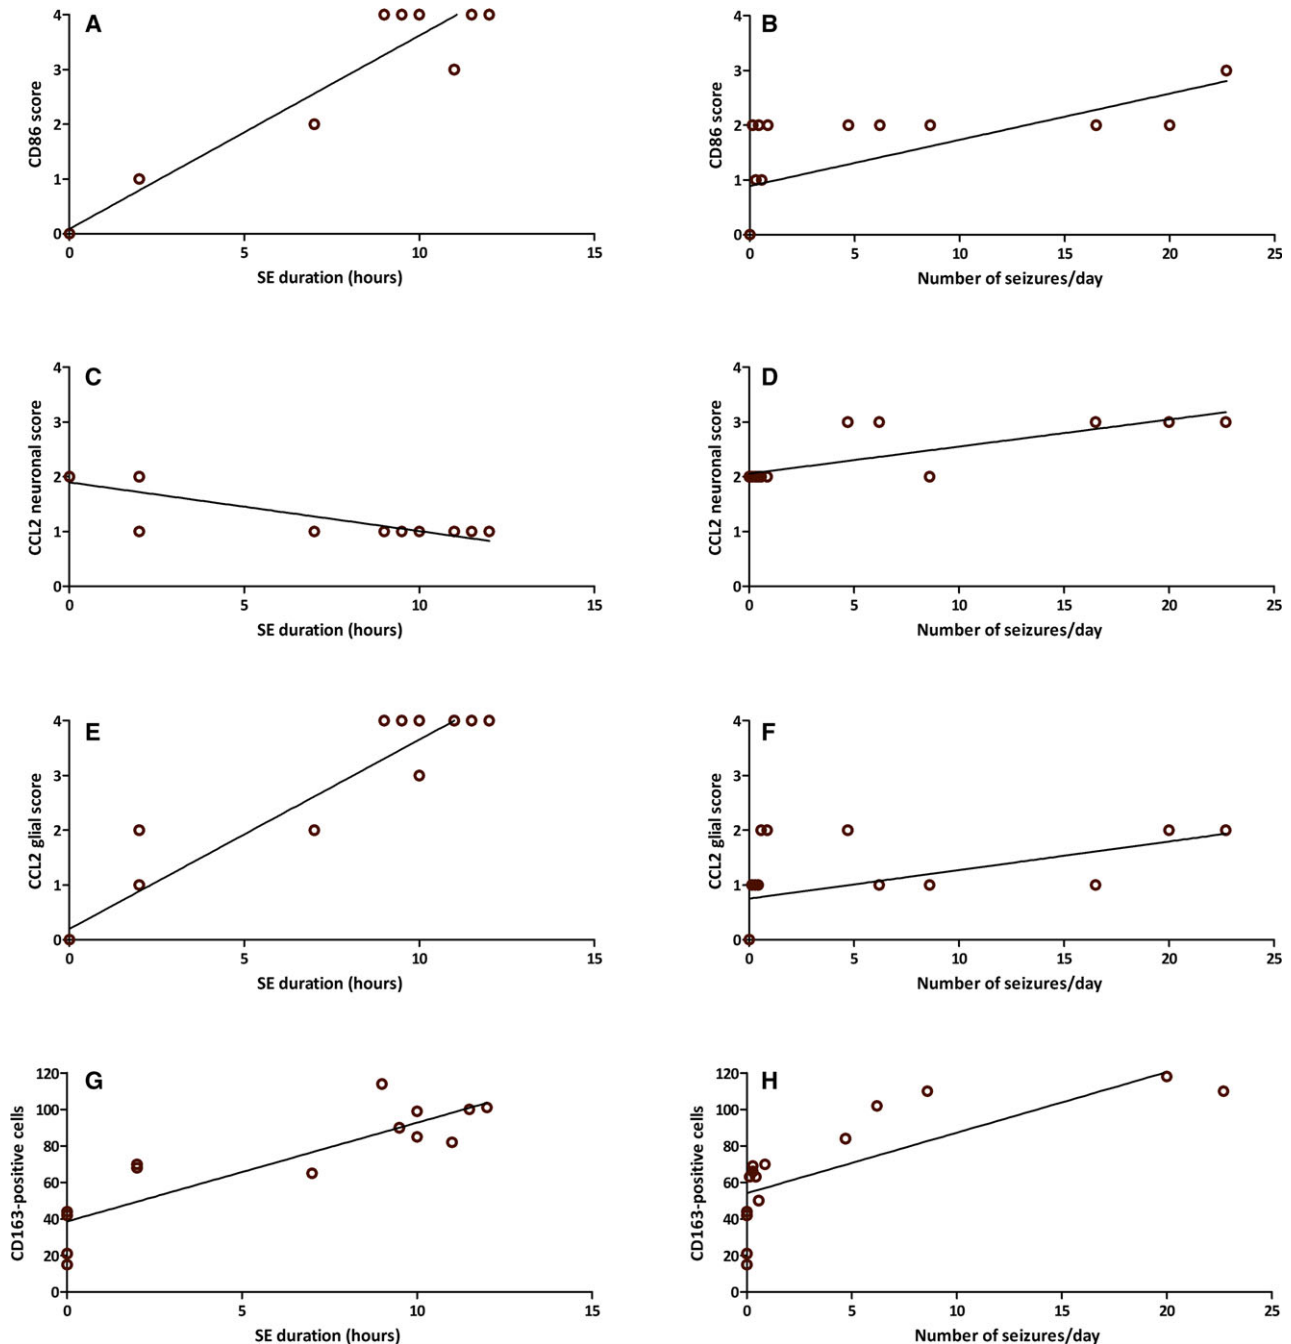 A
CD86 score
4
3
2
1
0
0 5 10 15
SE duration (hours)
B
CD86 score
4
3
2
1
0
0 5 10 15 20 25
Number of seizures/day
C
CCL2 neuronal score
4
3
2
1
0
0 5 10 15
SE duration (hours)
D
CCL2 neuronal score
4
3
2
1
0
0 5 10 15 20 25
Number of seizures/day
E
CCL2 glial score
4
3
2
1
0
0 5 10 15
SE duration (hours)
F
CCL2 glial score
4
3
2
1
0
0 5 10 15 20 25
Number of seizures/day
G
CD163-positive cells
120
100
80
60
40
20
0
0 5 10 15
SE duration (hours)
H
CD163-positive cells
120
100
80
60
40
20
0
0 5 10 15 20 25
Number of seizures/day